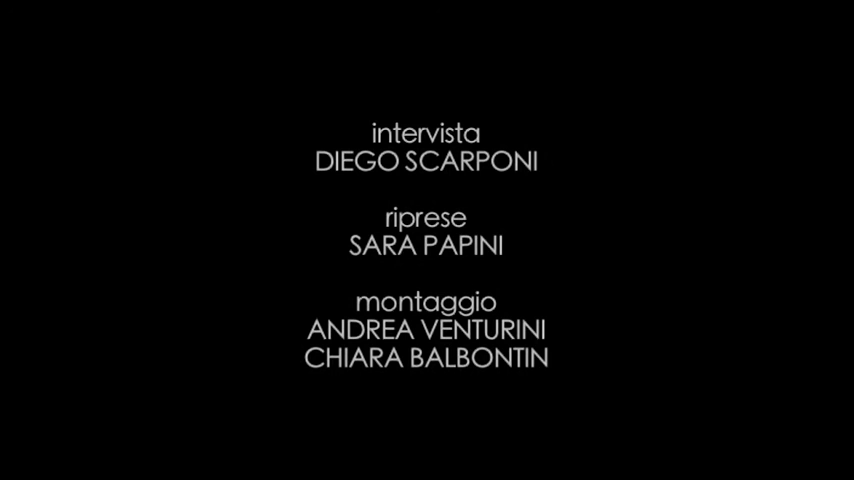 intervista
DIEGO SCARPONI
riprese
SARA PAPINI
montaggio
ANDREA VENTURINI
CHIARA BALBONTIN